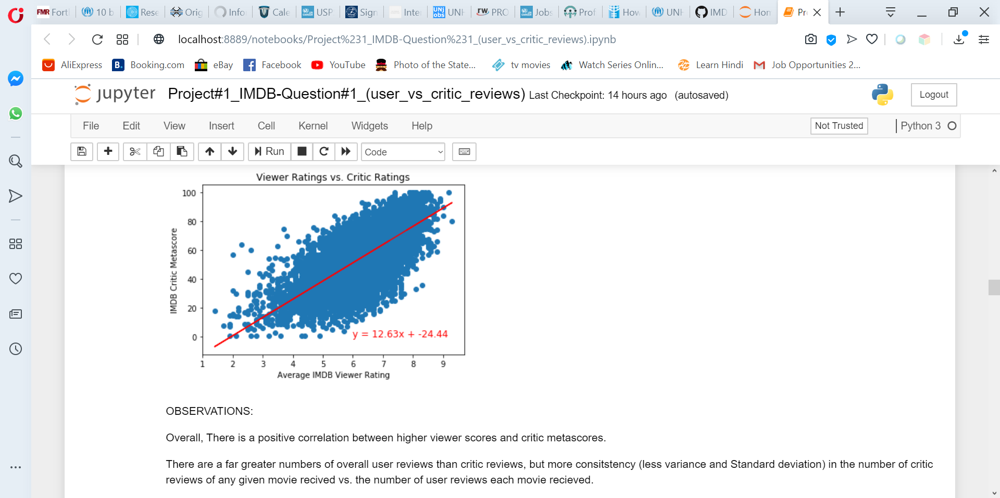 FMR Fort 10 b Rese Orig Info Cale USP Sign Inte UNj obs UNH rw PRO Jobs Prof How UNH IMD Hon Pr
localhost:8889/notebooks/Project%231_IMDB-Question%231_(user_vs_critic_reviews).ipynb
AliExpress B. Booking.com eBay Facebook YouTube Photo of the State... tv movies Watch Series Onlin... Learn Hindi Job Opportunities 2...
jupyter Project#1_IMDB-Question#1_(user_vs_critic_reviews) Last Checkpoint: 14 hours ago (autosaved) Logout
File Edit View Insert Cell Kernel Widgets Help Not Trusted Python 3
Run Code
Viewer Ratings vs. Critic Ratings
100
80
60
40
20
0
IMDB Critic Metascore
y = 12.63x + -24.44
1 2 3 4 5 6 7 8 9
Average IMDB Viewer Rating
OBSERVATIONS:
Overall, There is a positive correlation between higher viewer scores and critic metascores.
There are a far greater numbers of overall user reviews than critic reviews, but more consitstency (less variance and Standard deviation) in the number of critic
reviews of any given movie recived vs. the number of user reviews each movie recieved.